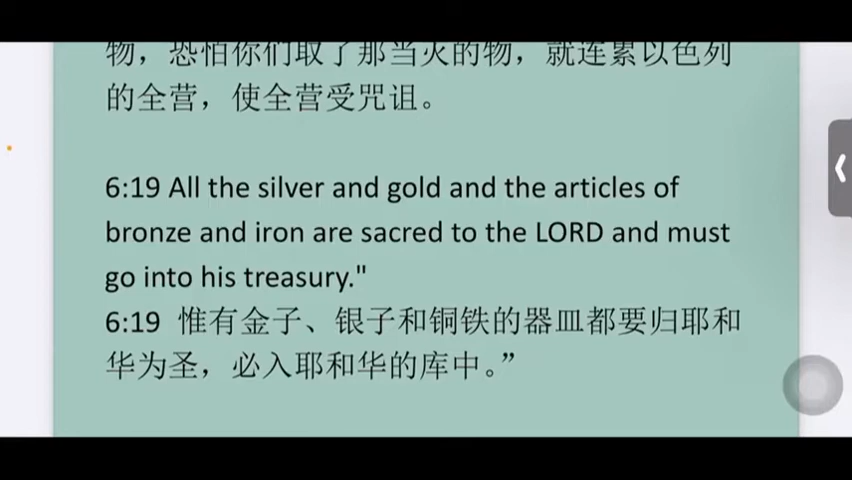 物，恐怕你们取了那当灭的物，就连累以色列
的全营，使全营受咒诅。
6:19 All the silver and gold and the articles of
bronze and iron are sacred to the LORD and must
go into his treasury."
6:19 惟有金子、银子和铜铁的器皿都要归耶和
华为圣，必入耶和华的库中。”